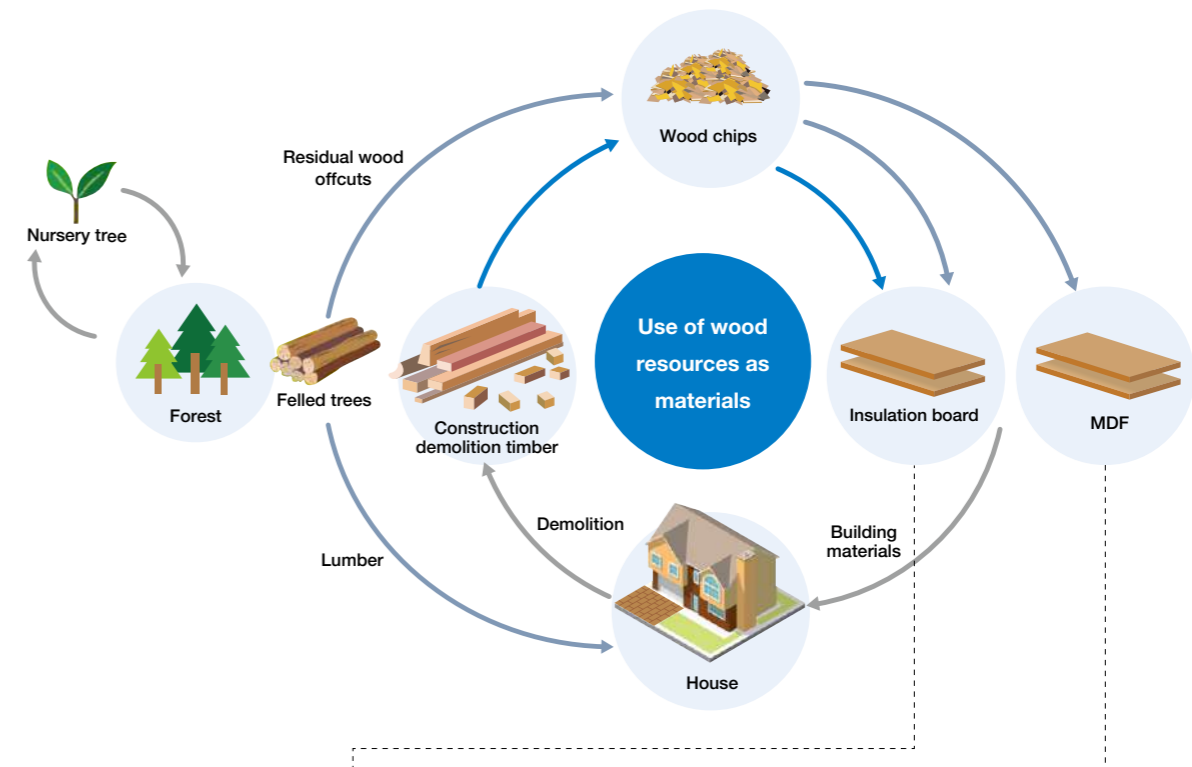 Wood chips
Residual wood
offcuts
Nursery tree
Use of wood
resources as
materials
Forest
Felled trees
Construction
demolition timber
Insulation board
MDF
Demolition
Building
materials
Lumber
House